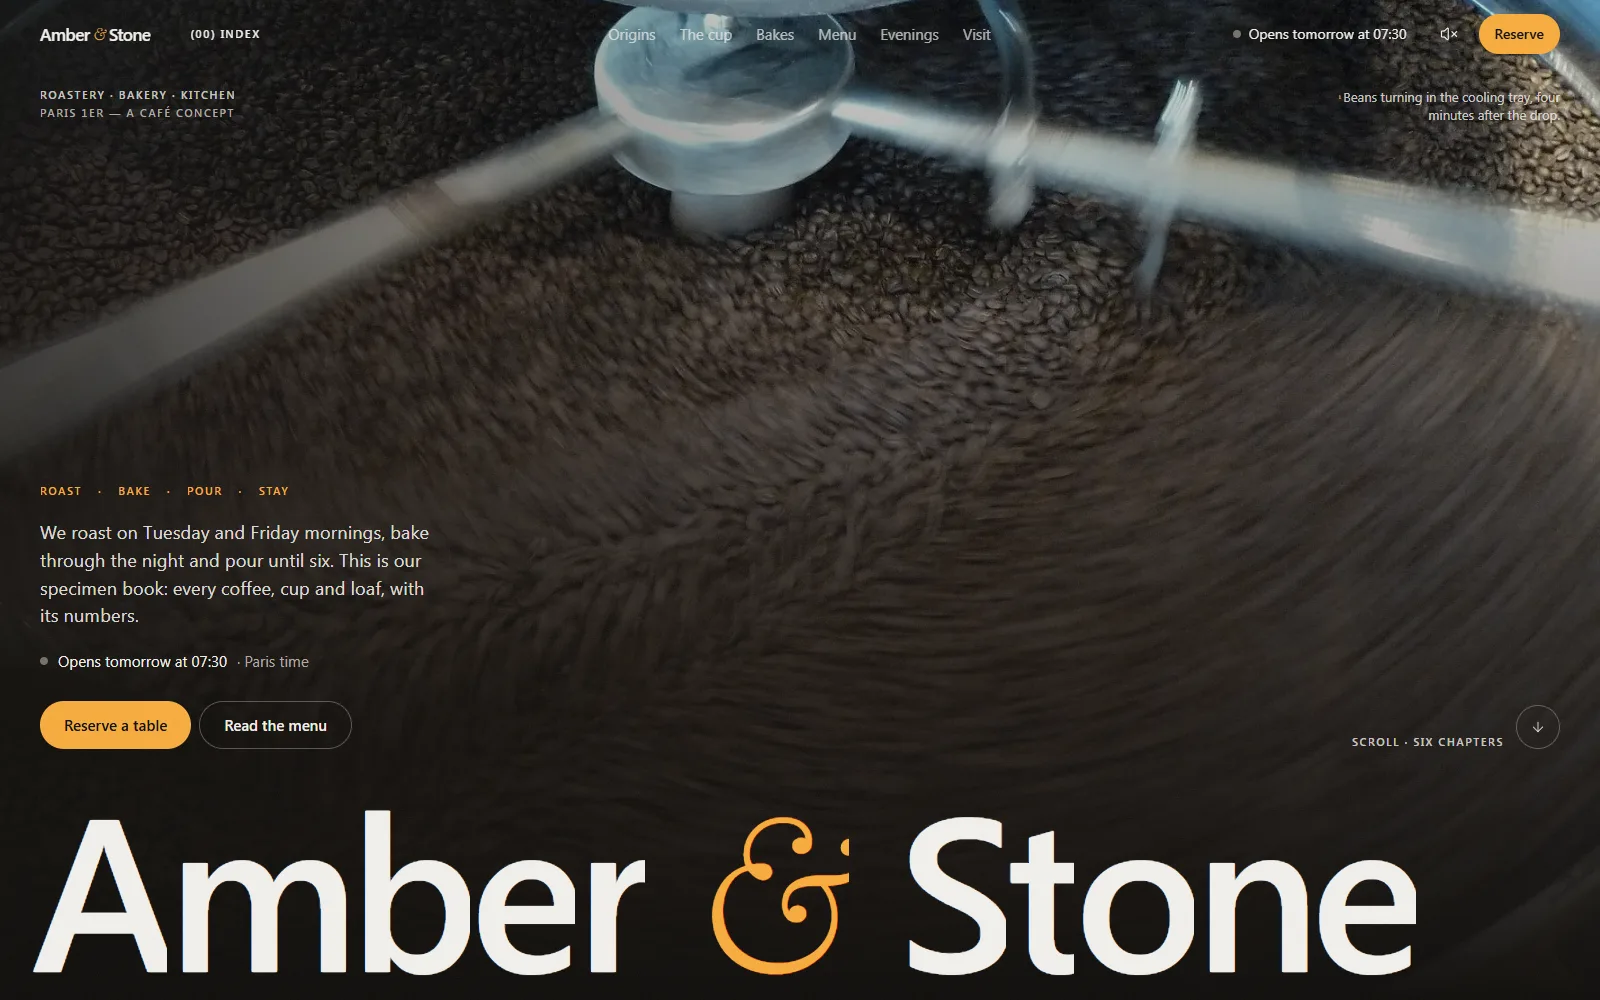 Amber & Stone
(00) INDEX
Origins The cup Bakes Menu Evenings Visit
Opens tomorrow at 07:30
Reserve
ROASTERY · BAKERY · KITCHEN
PARIS 1ER — A CAFÉ CONCEPT
Beans turning in the cooling tray, four
minutes after the drop.
ROAST · BAKE · POUR · STAY
We roast on Tuesday and Friday mornings, bake
through the night and pour until six. This is our
specimen book: every coffee, cup and loaf, with
its numbers.
Opens tomorrow at 07:30 · Paris time
Reserve a table
Read the menu
SCROLL · SIX CHAPTERS
Amber & Stone